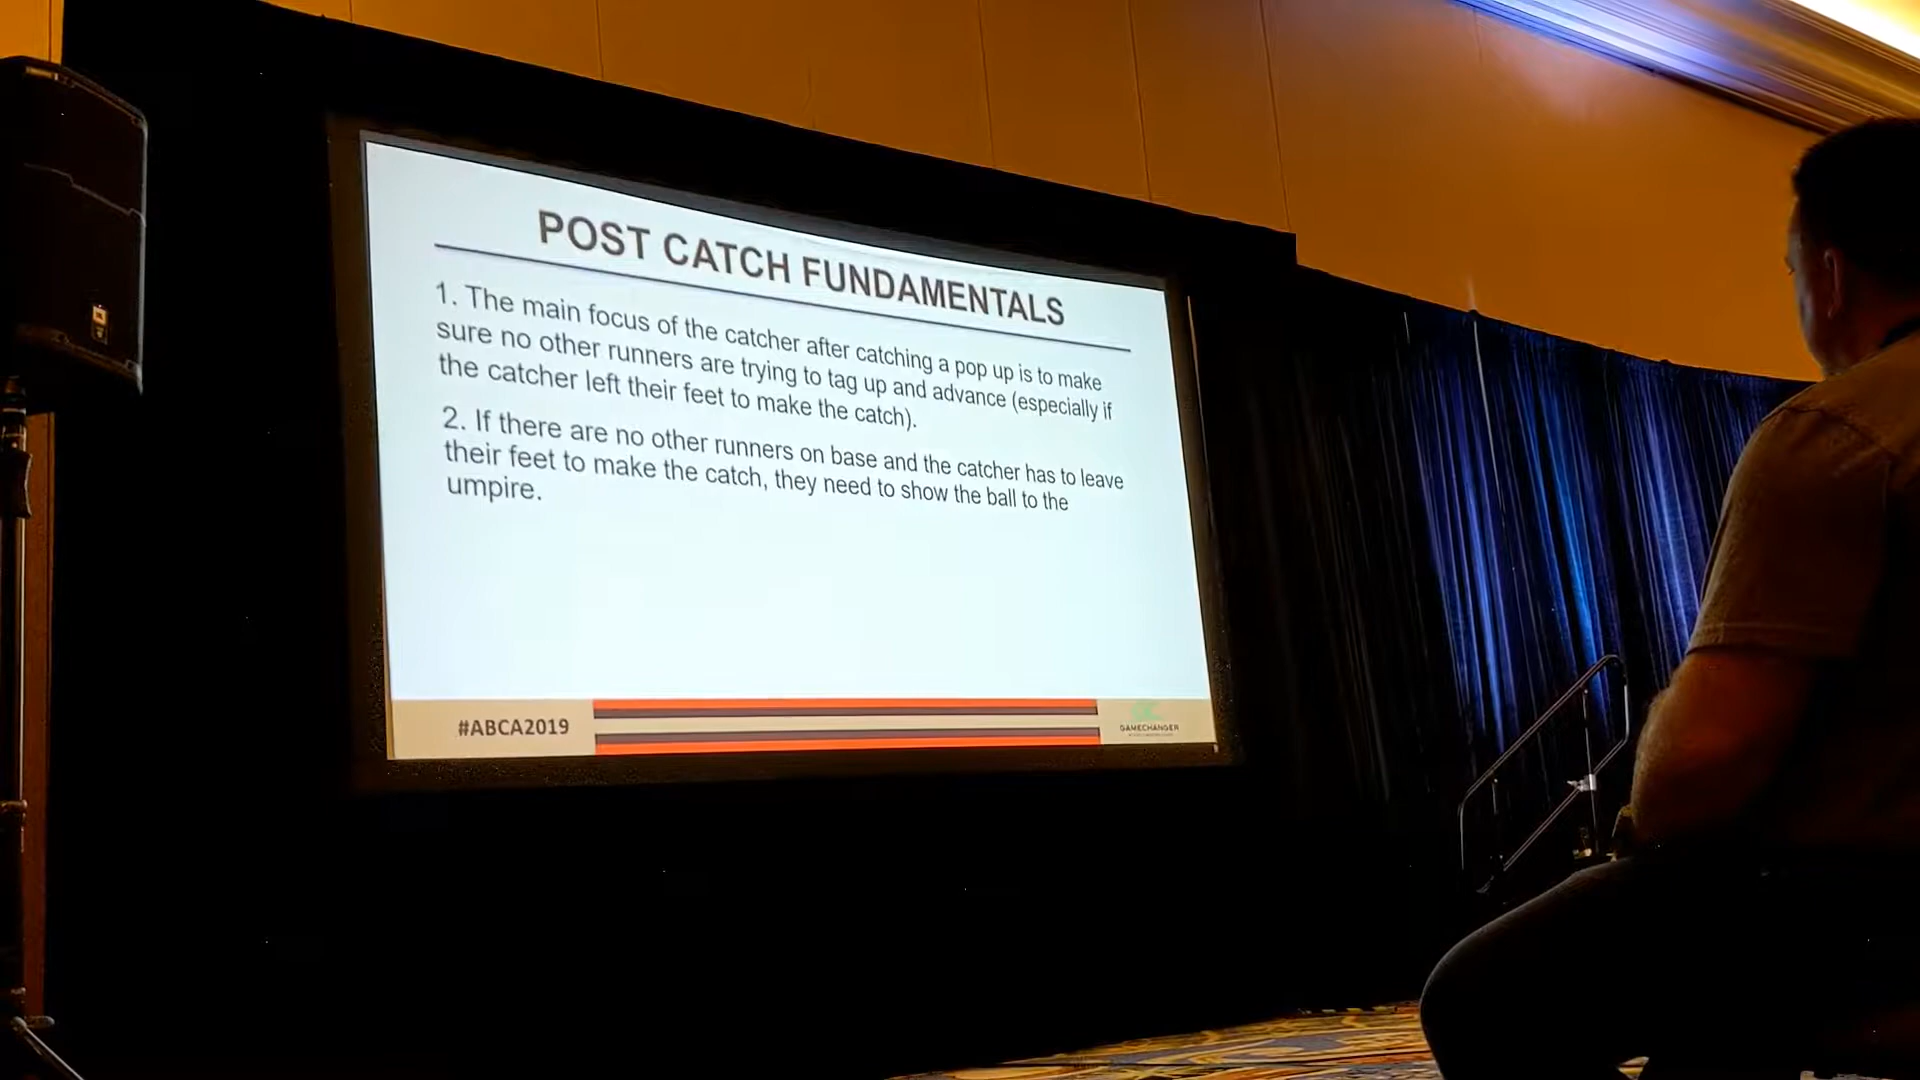 POST CATCH FUNDAMENTALS
1. The main focus of the catcher after catching a pop up is to make
sure no other runners are trying to tag up and advance (especially if
the catcher left their feet to make the catch).
2. If there are no other runners on base and the catcher has to leave
their feet to make the catch, they need to show the ball to the
umpire.
#ABCA2019
GAMECHANGER